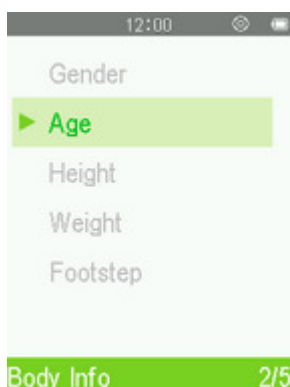 12:00
Gender
Age
Height
Weight
Footstep
Body Info 2/5